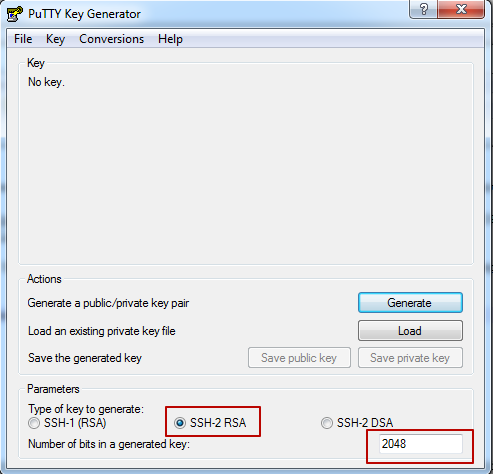 PuTTY Key Generator
?
File Key Conversions Help
Key
No key.
Actions
Generate a public/private key pair Generate
Load an existing private key file Load
Save the generated key Save public key Save private key
Parameters
Type of key to generate:
SSH-1 (RSA) SSH-2 RSA SSH-2 DSA
Number of bits in a generated key: 2048